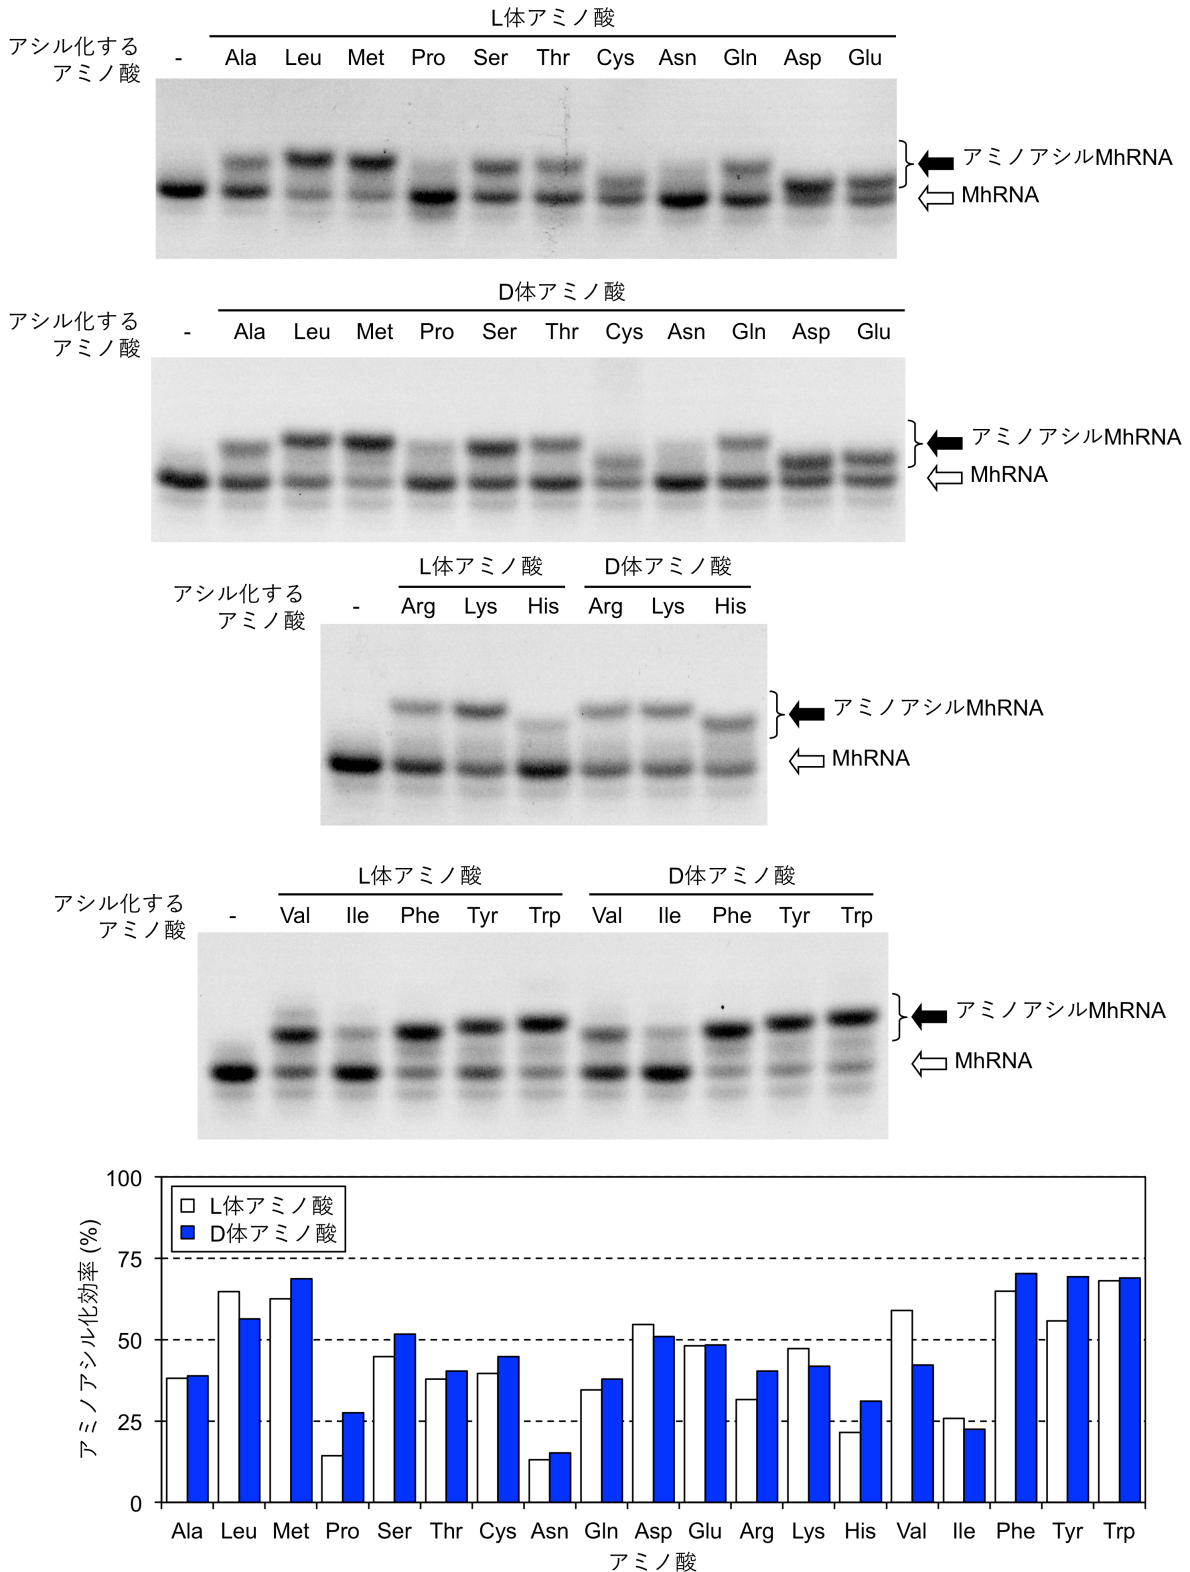 L体アミノ酸
アシル化する
アミノ酸
- Ala Leu Met Pro Ser Thr Cys Asn Gln Asp Glu
アミノアシルMhRNA
MhRNA
D体アミノ酸
アシル化する
アミノ酸
- Ala Leu Met Pro Ser Thr Cys Asn Gln Asp Glu
アミノアシルMhRNA
MhRNA
L体アミノ酸 D体アミノ酸
アシル化する
アミノ酸
- Arg Lys His Arg Lys His
アミノアシルMhRNA
MhRNA
L体アミノ酸 D体アミノ酸
アシル化する
アミノ酸
- Val Ile Phe Tyr Trp Val Ile Phe Tyr Trp
アミノアシルMhRNA
MhRNA
アミノアシル化効率 (%)
100
75
50
25
0
L体アミノ酸
D体アミノ酸
Ala Leu Met Pro Ser Thr Cys Asn Gln Asp Glu Arg Lys His Val Ile Phe Tyr Trp
アミノ酸